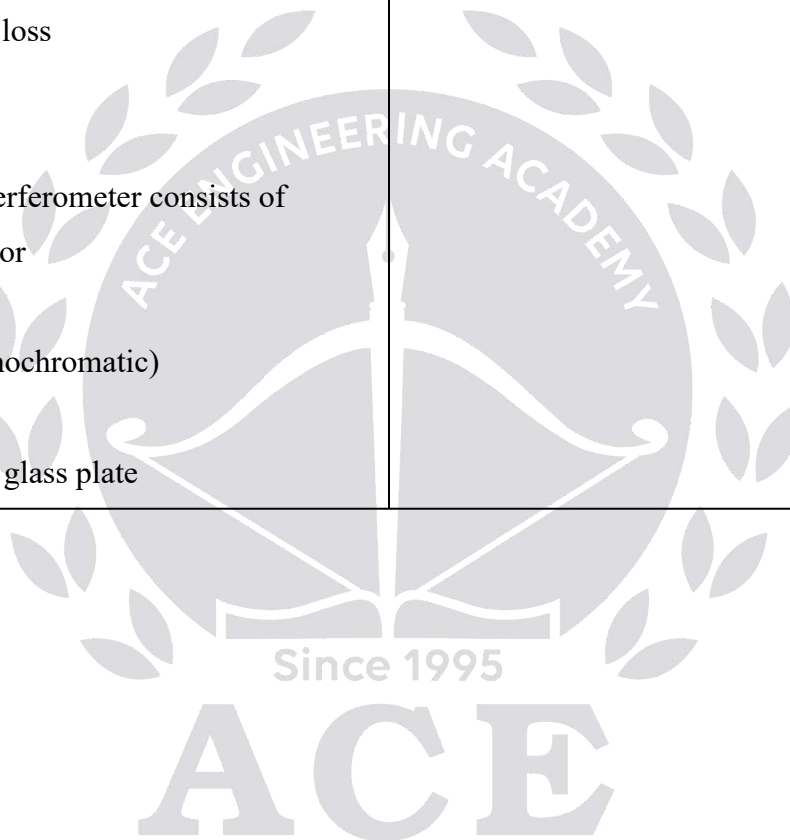 loss
erferometer consists of
or
nochromatic)
glass plate
ACE ENGINEERING ACADEMY
Since 1995
ACE